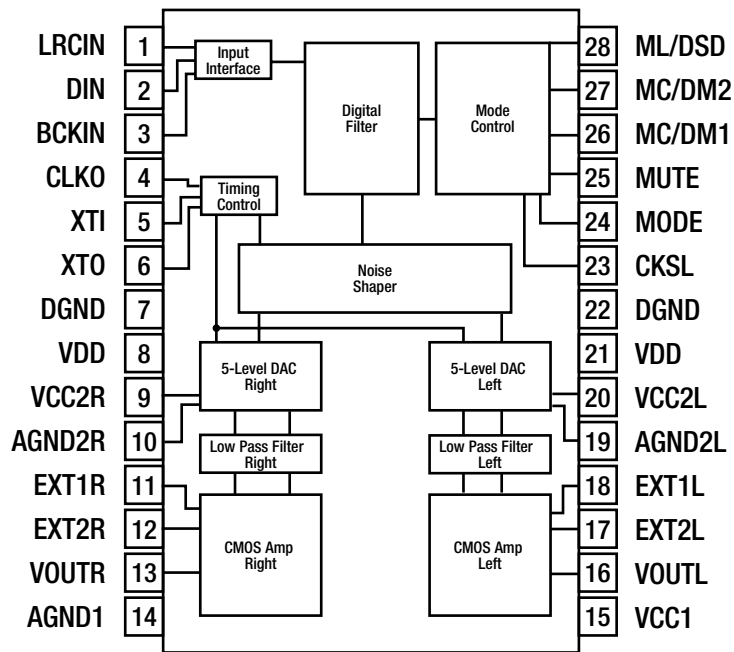 LRCIN 1
DIN 2
BCKIN 3
CLKO 4
XTI 5
XTO 6
DGND 7
VDD 8
VCC2R 9
AGND2R 10
EXT1R 11
EXT2R 12
VOUTR 13
AGND1 14
Input
Interface
Digital
Filter
Mode
Control
Timing
Control
Noise
Shaper
5-Level DAC
Right
5-Level DAC
Left
Low Pass Filter
Right
Low Pass Filter
Left
CMOS Amp
Right
CMOS Amp
Left
28 ML/DSD
27 MC/DM2
26 MC/DM1
25 MUTE
24 MODE
23 CKSL
22 DGND
21 VDD
20 VCC2L
19 AGND2L
18 EXT1L
17 EXT2L
16 VOUTL
15 VCC1